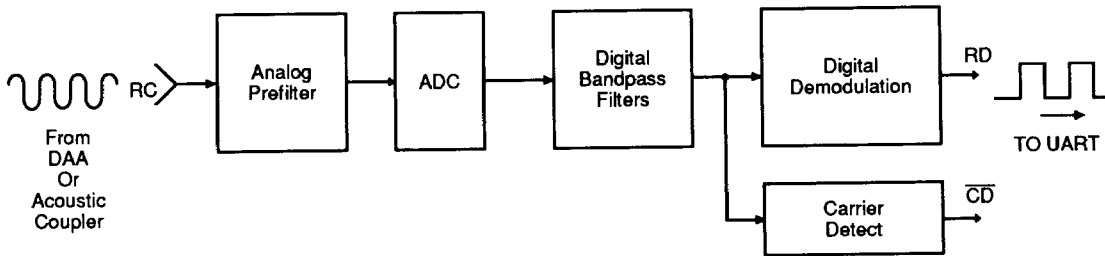 RC
From
DAA
Or
Acoustic
Coupler
Analog
Prefilter
ADC
Digital
Bandpass
Filters
Digital
Demodulation
RD
TO UART
Carrier
Detect
CD